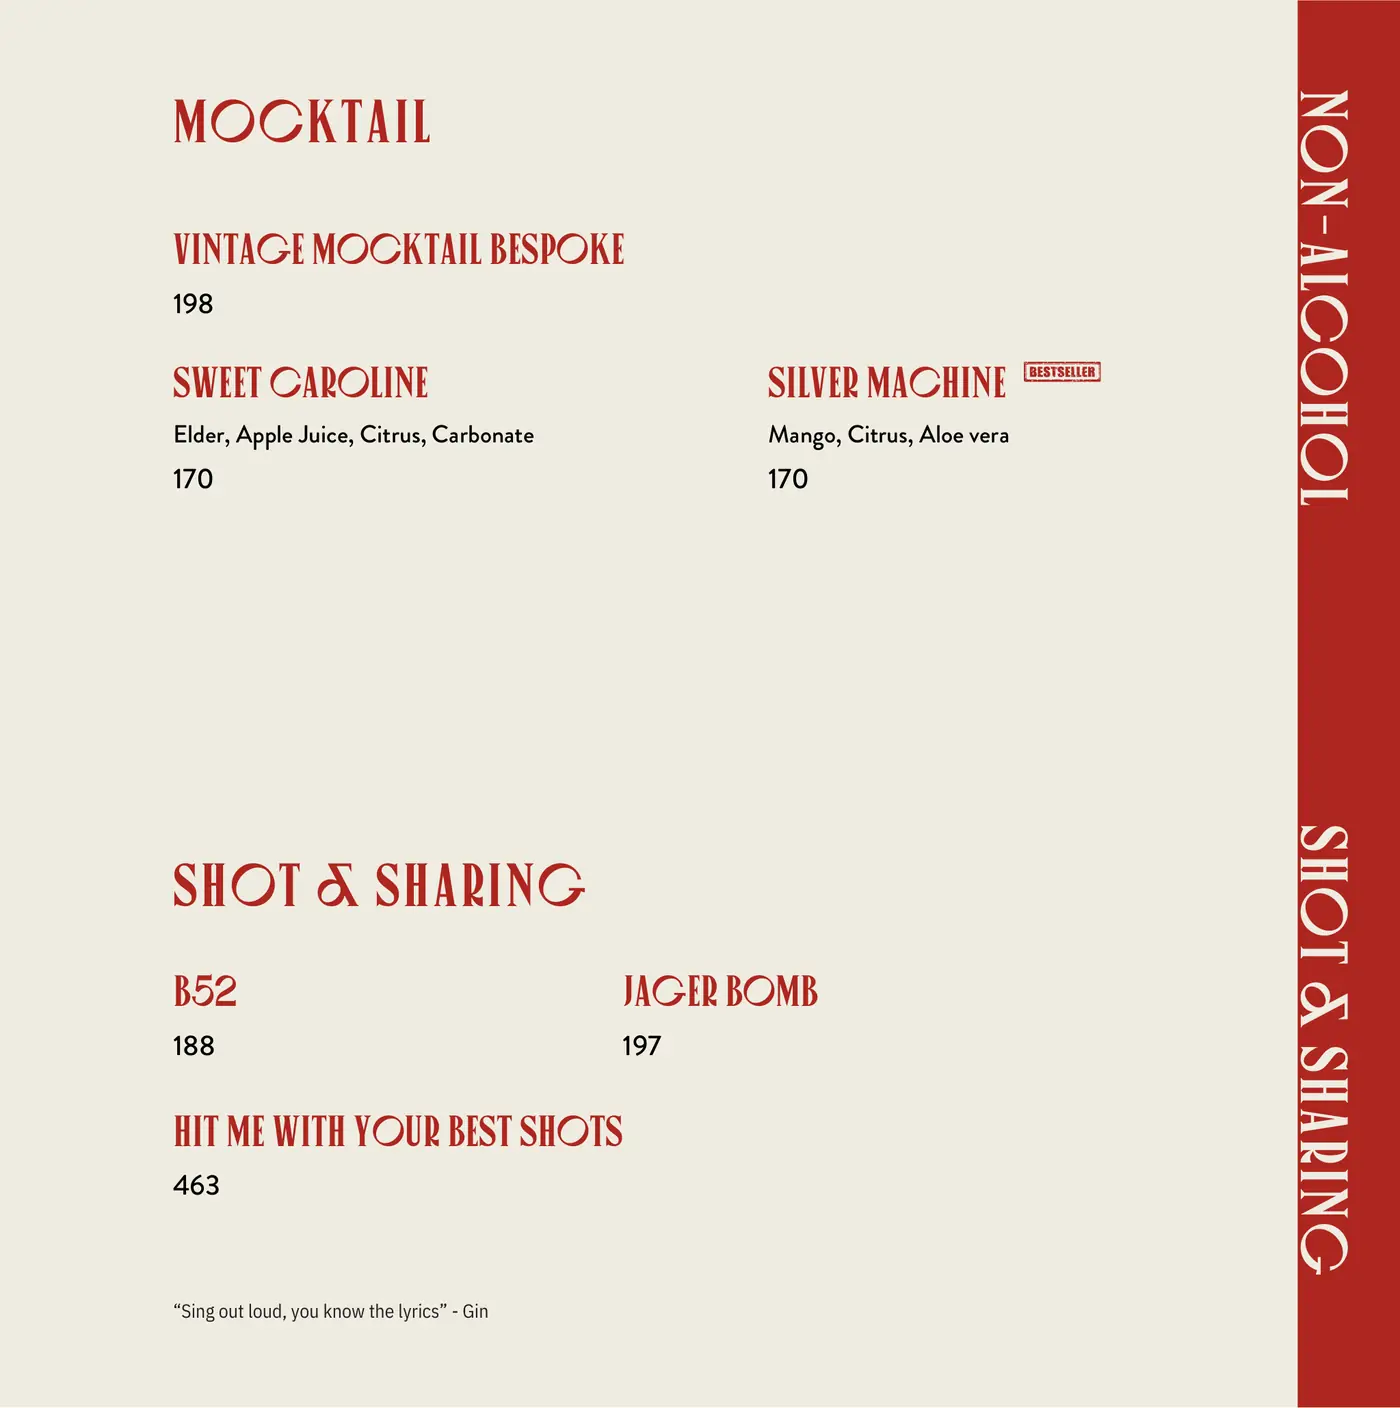 MOCKTAIL
VINTAGE MOCKTAIL BESPOKE
198
SWEET CAROLINE
Elder, Apple Juice, Citrus, Carbonate
170
SILVER MACHINE BESTSELLER
Mango, Citrus, Aloe vera
170
SHOT & SHARING
B52
188
JAGER BOMB
197
HIT ME WITH YOUR BEST SHOTS
463
“Sing out loud, you know the lyrics” - Gin
NON-ALCOHOL
SHOT & SHARING